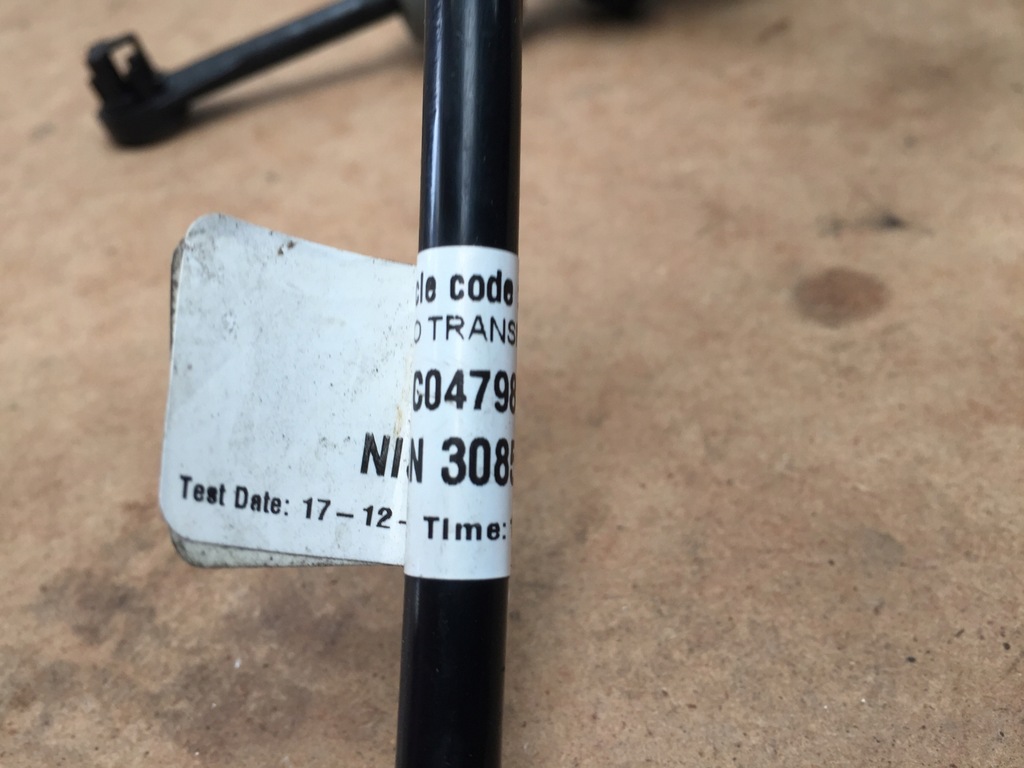 cle code
TRANS
C04798
NIN 308
Test Date: 17-12- Time: